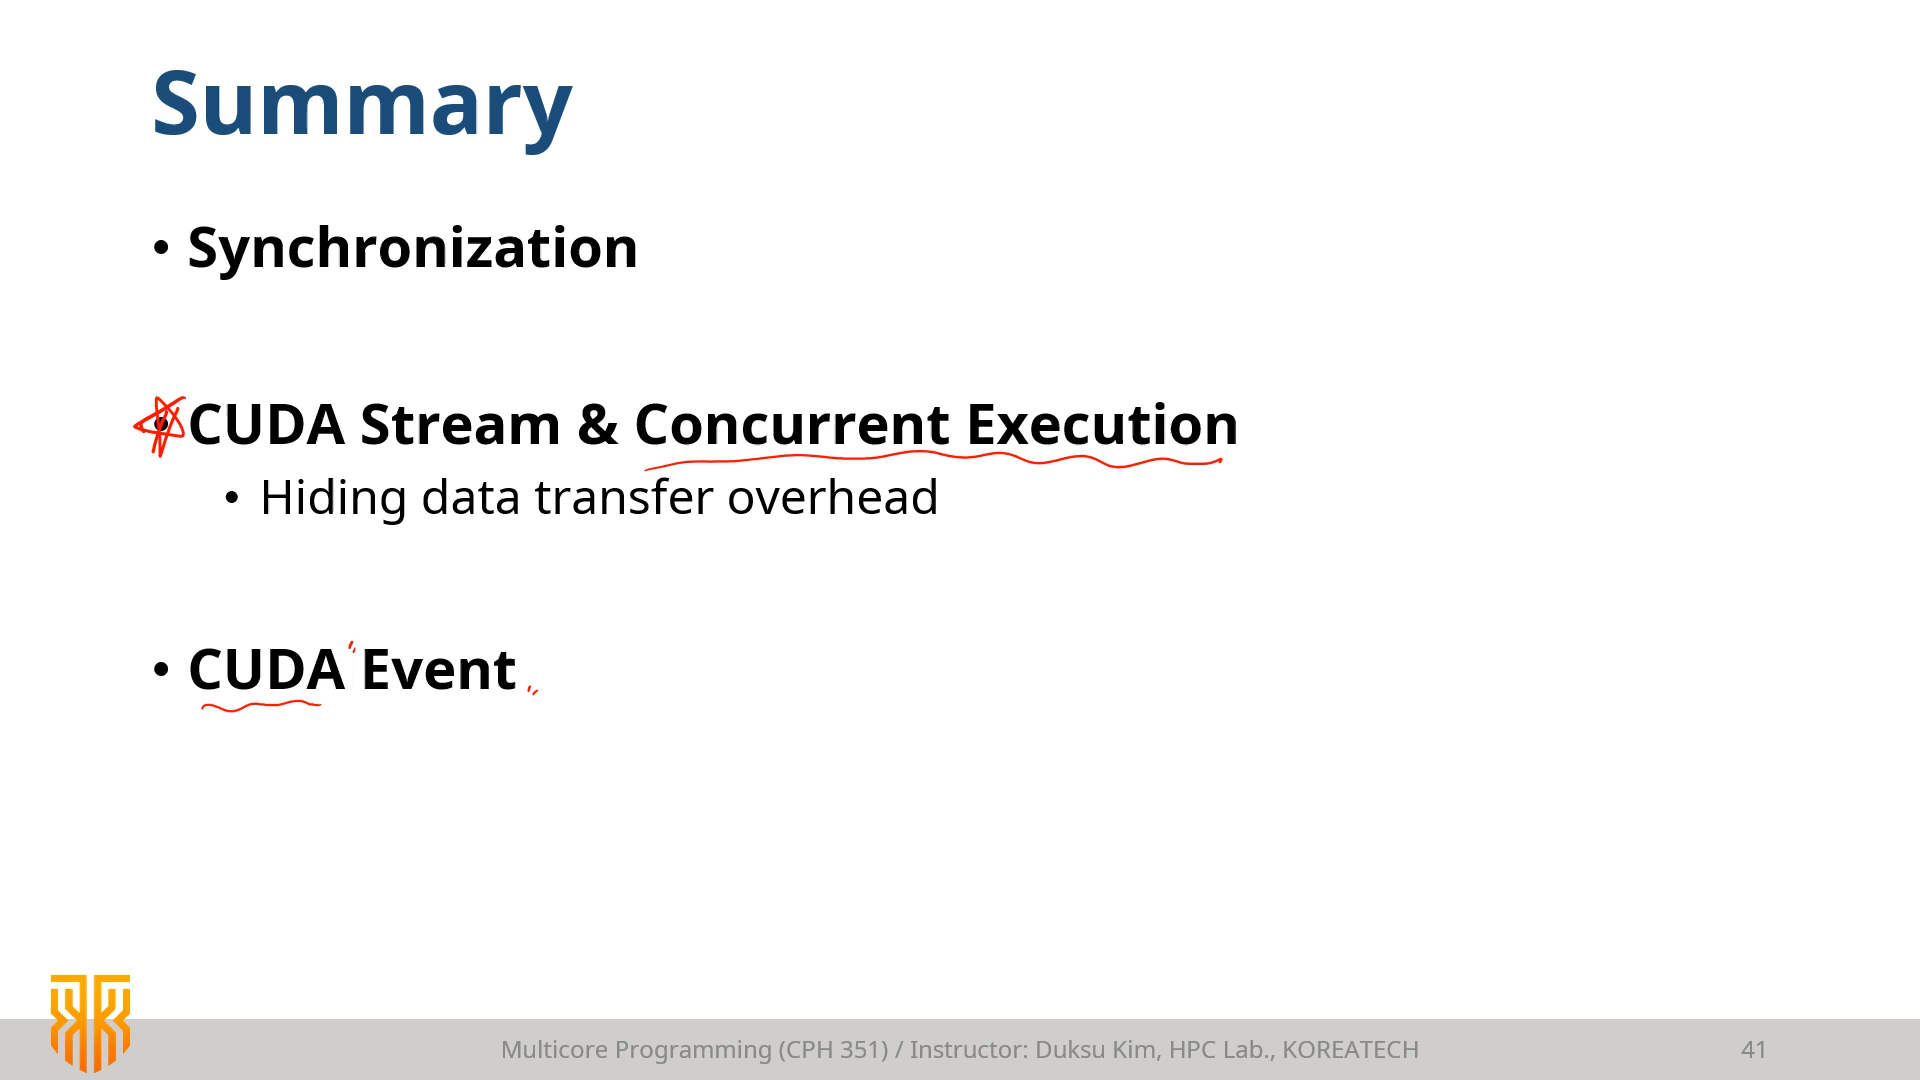 Summary
• Synchronization
• CUDA Stream & Concurrent Execution
• Hiding data transfer overhead
• CUDA "Event"
Multicore Programming (CPH 351) / Instructor: Duksu Kim, HPC Lab., KOREATECH
41